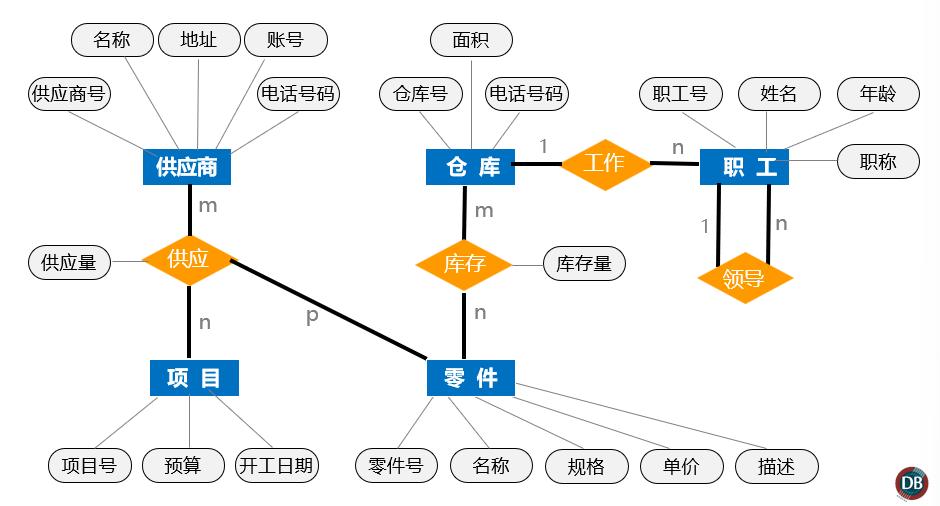 名称
地址
账号
面积
供应商号
电话号码
仓库号
电话号码
职工号
姓名
年龄
供应商
仓库
1
工作
n
职工
职称
m
m
1
n
供应量
供应
库存
库存量
领导
n
p
n
项目
零件
项目号
预算
开工日期
零件号
名称
规格
单价
描述
DB